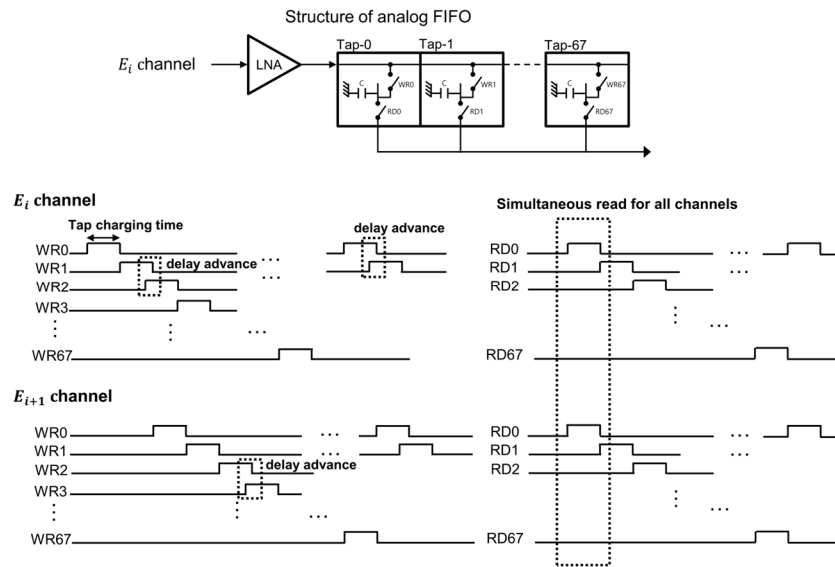 Structure of analog FIFO
Tap-0 Tap-1 Tap-67
E_i channel LNA
C WR0 C WR1 C WR67
RD0 RD1 RD67
E_i channel
Simultaneous read for all channels
Tap charging time delay advance
WR0 ... RD0 ...
WR1 delay advance ... RD1
WR2 RD2
WR3
⋮ ⋮ ... ⋮ ...
WR67 RD67
E_{i+1} channel
WR0 ... RD0 ...
WR1 ... RD1 ...
WR2 delay advance RD2
WR3
⋮ ⋮ ... ⋮ ...
WR67 RD67